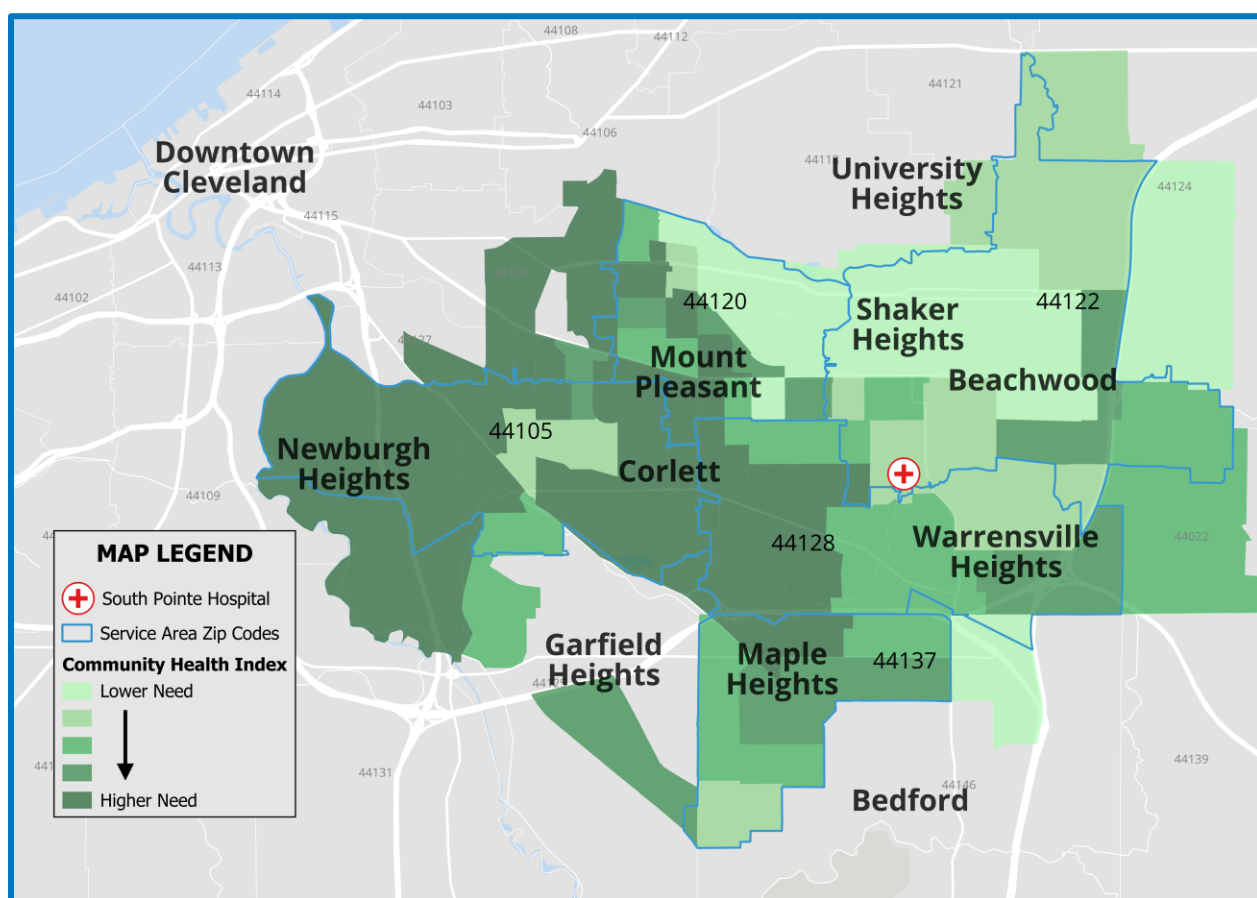 44108
44112
44121
44114
44103
44106
Downtown
Cleveland
University
Heights
44124
44115
44113
44104
44102
44120
Shaker
Heights
44122
Mount
Pleasant
Beachwood
44105
Newburgh
Heights
Corlett
44109
44128
Warrensville
Heights
44022
MAP LEGEND
South Pointe Hospital
Service Area Zip Codes
Community Health Index
Lower Need
Higher Need
Garfield
Heights
Maple
Heights
44137
44131
Bedford
44146
44139